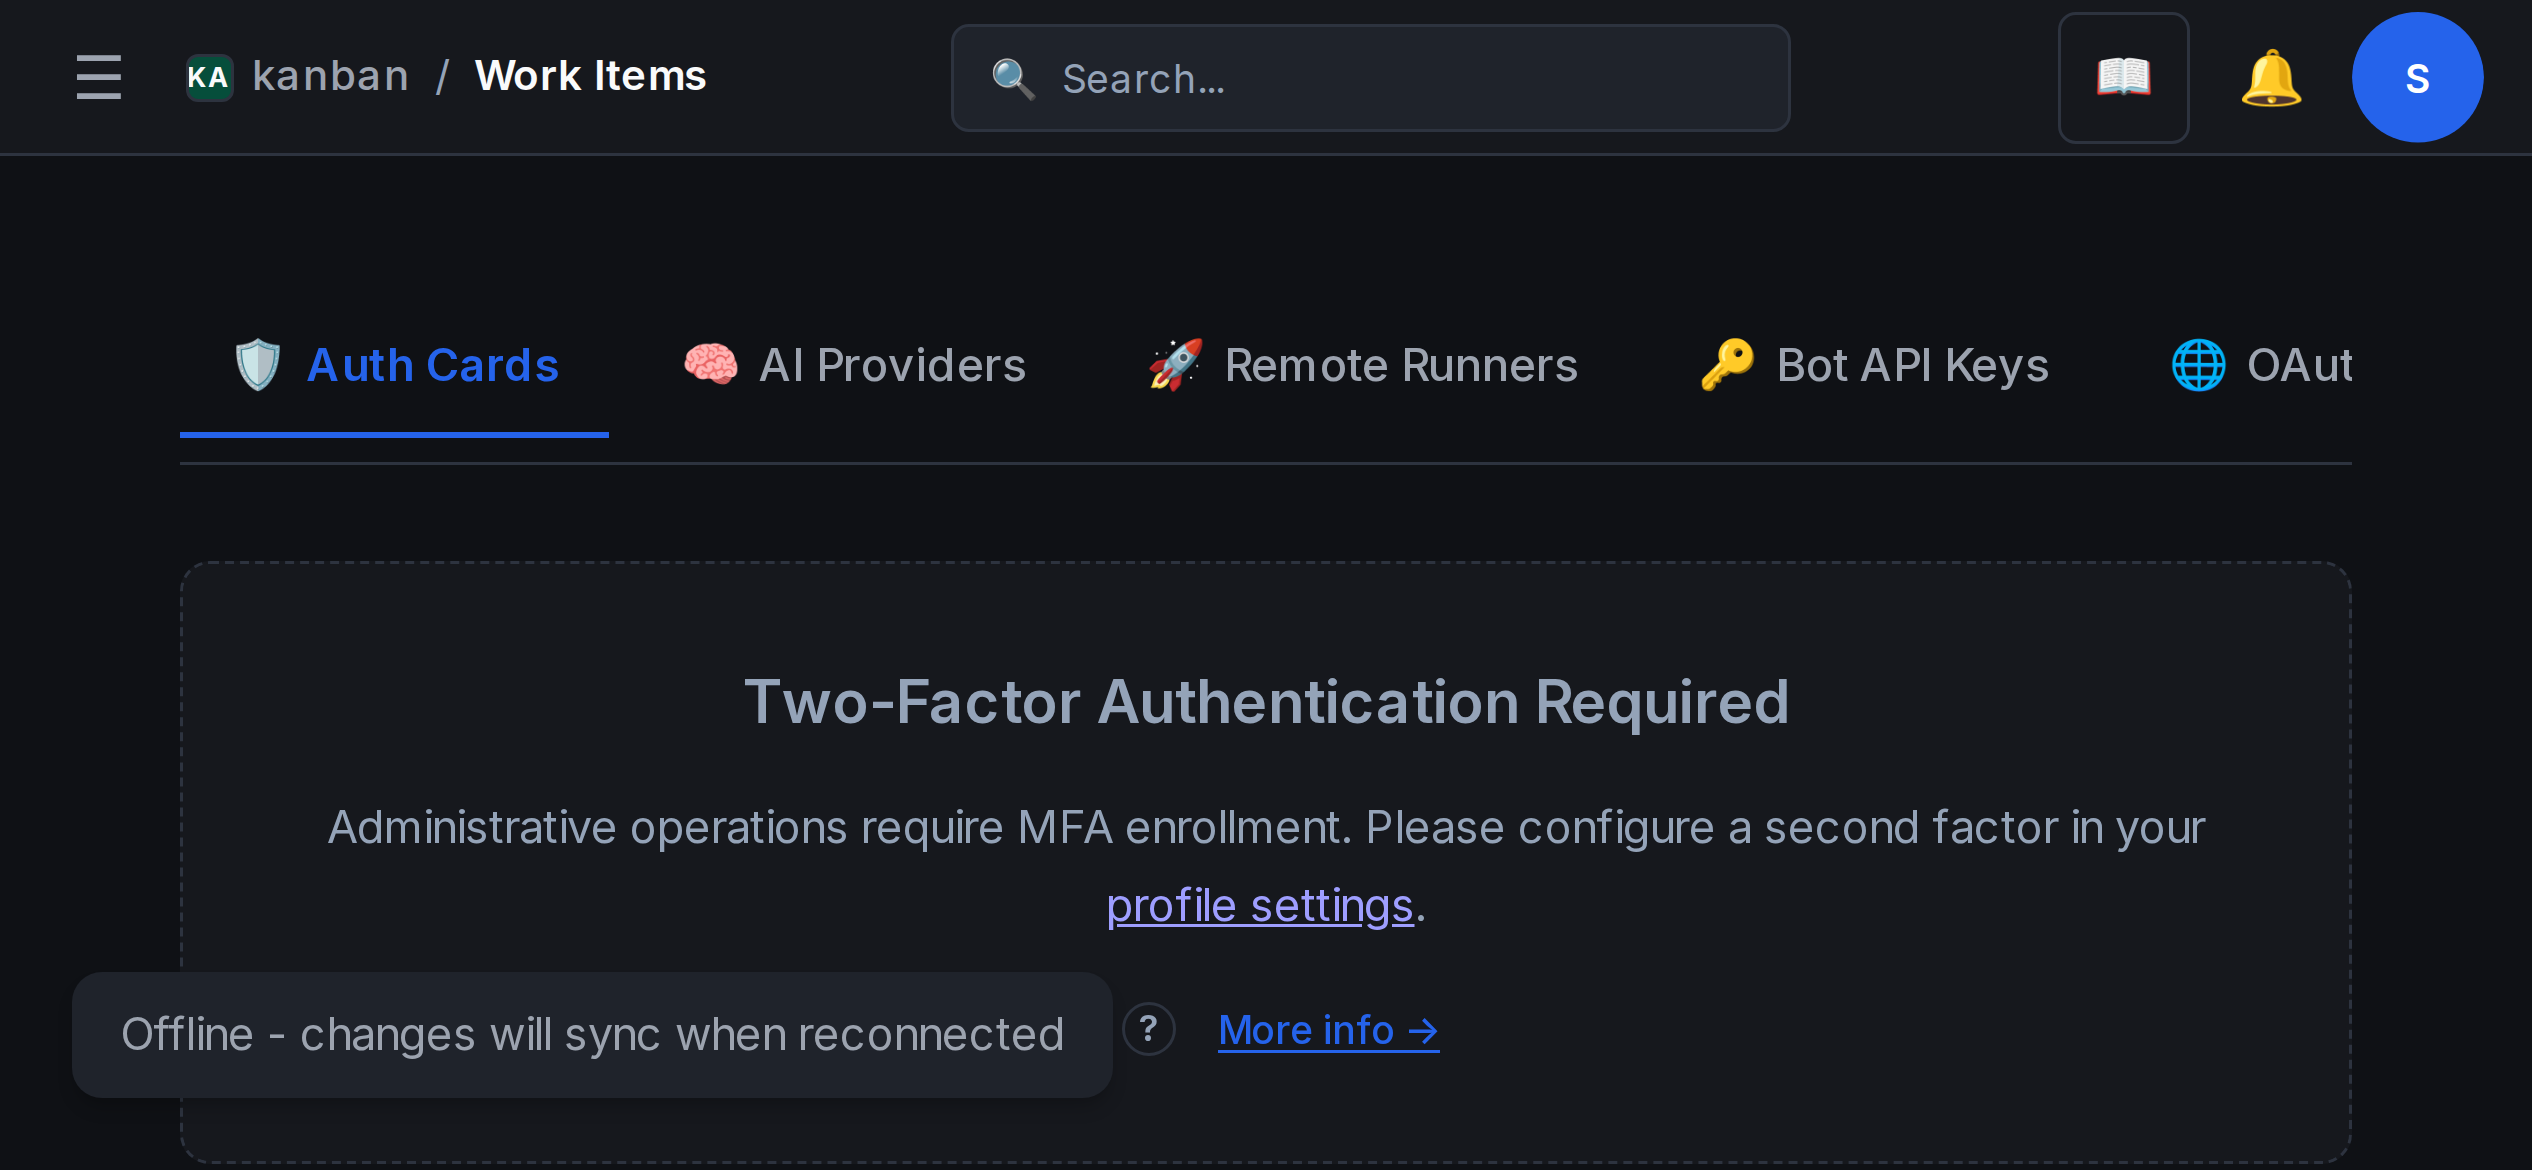 KA kanban / Work Items
Search...
S
Auth Cards
AI Providers
Remote Runners
Bot API Keys
OAut
Two-Factor Authentication Required
Administrative operations require MFA enrollment. Please configure a second factor in your
profile settings.
Offline - changes will sync when reconnected
? More info →